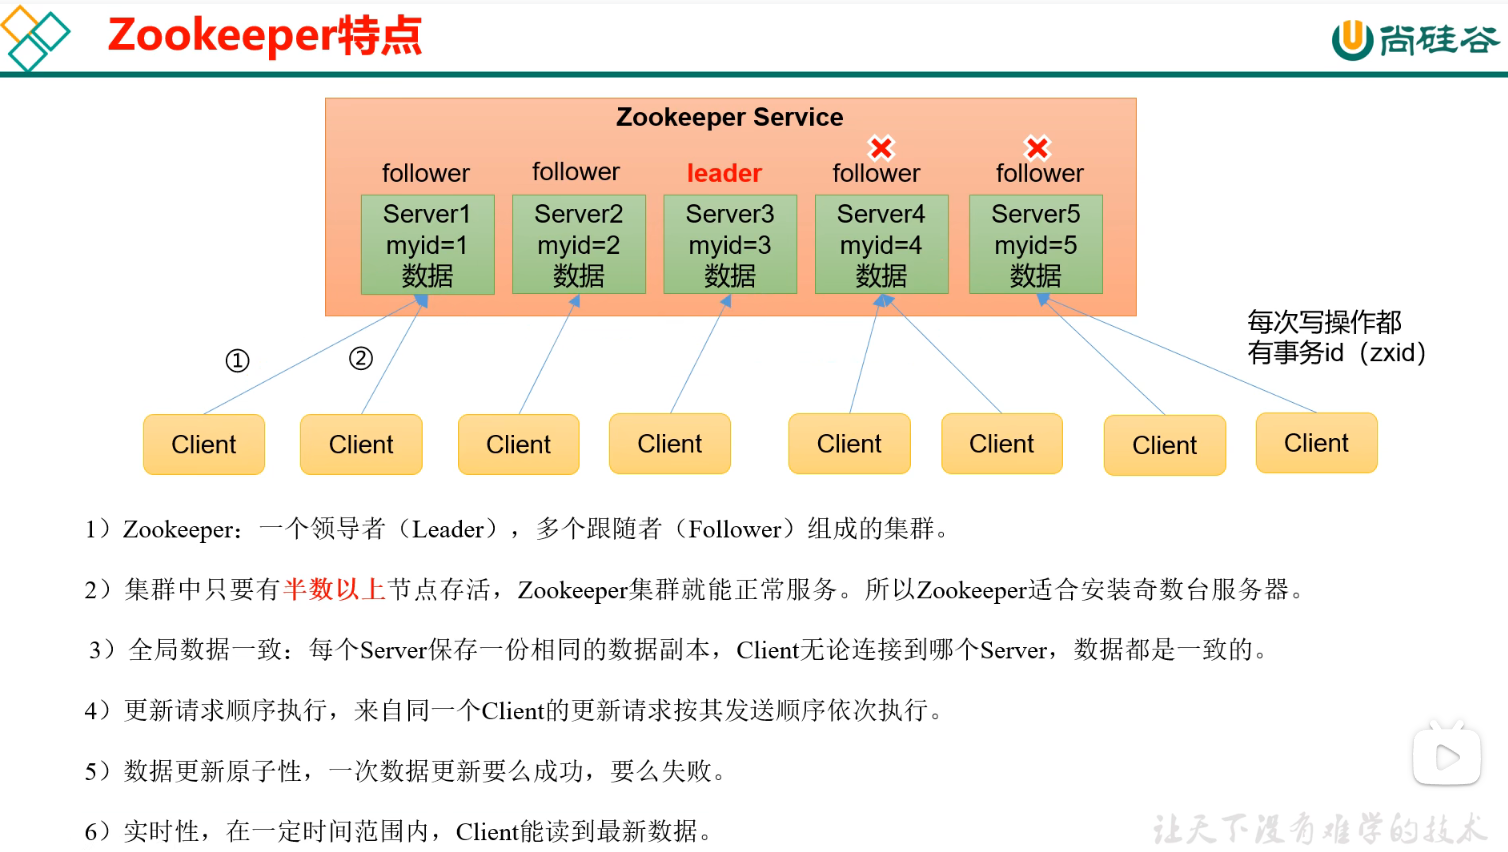 Zookeeper特点
尚硅谷
Zookeeper Service
follower
follower
leader
follower
follower
Server1
myid=1
数据
Server2
myid=2
数据
Server3
myid=3
数据
Server4
myid=4
数据
Server5
myid=5
数据
每次写操作都
有事务id（zxid）
①
②
Client
Client
Client
Client
Client
Client
Client
Client
1）Zookeeper：一个领导者（Leader），多个跟随者（Follower）组成的集群。
2）集群中只要有半数以上节点存活，Zookeeper集群就能正常服务。所以Zookeeper适合安装奇数台服务器。
3）全局数据一致：每个Server保存一份相同的数据副本，Client无论连接到哪个Server，数据都是一致的。
4）更新请求顺序执行，来自同一个Client的更新请求按其发送顺序依次执行。
5）数据更新原子性，一次数据更新要么成功，要么失败。
6）实时性，在一定时间范围内，Client能读到最新数据。
让天下没有难学的技术